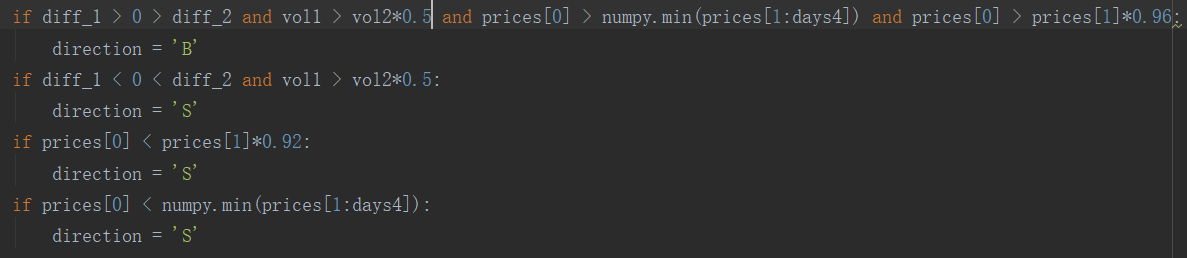 if diff_1 > 0 > diff_2 and vol1 > vol2*0.5 and prices[0] > numpy.min(prices[1:days4]) and prices[0] > prices[1]*0.96:
    direction = 'B'
if diff_1 < 0 < diff_2 and vol1 > vol2*0.5:
    direction = 'S'
if prices[0] < prices[1]*0.92:
    direction = 'S'
if prices[0] < numpy.min(prices[1:days4]):
    direction = 'S'